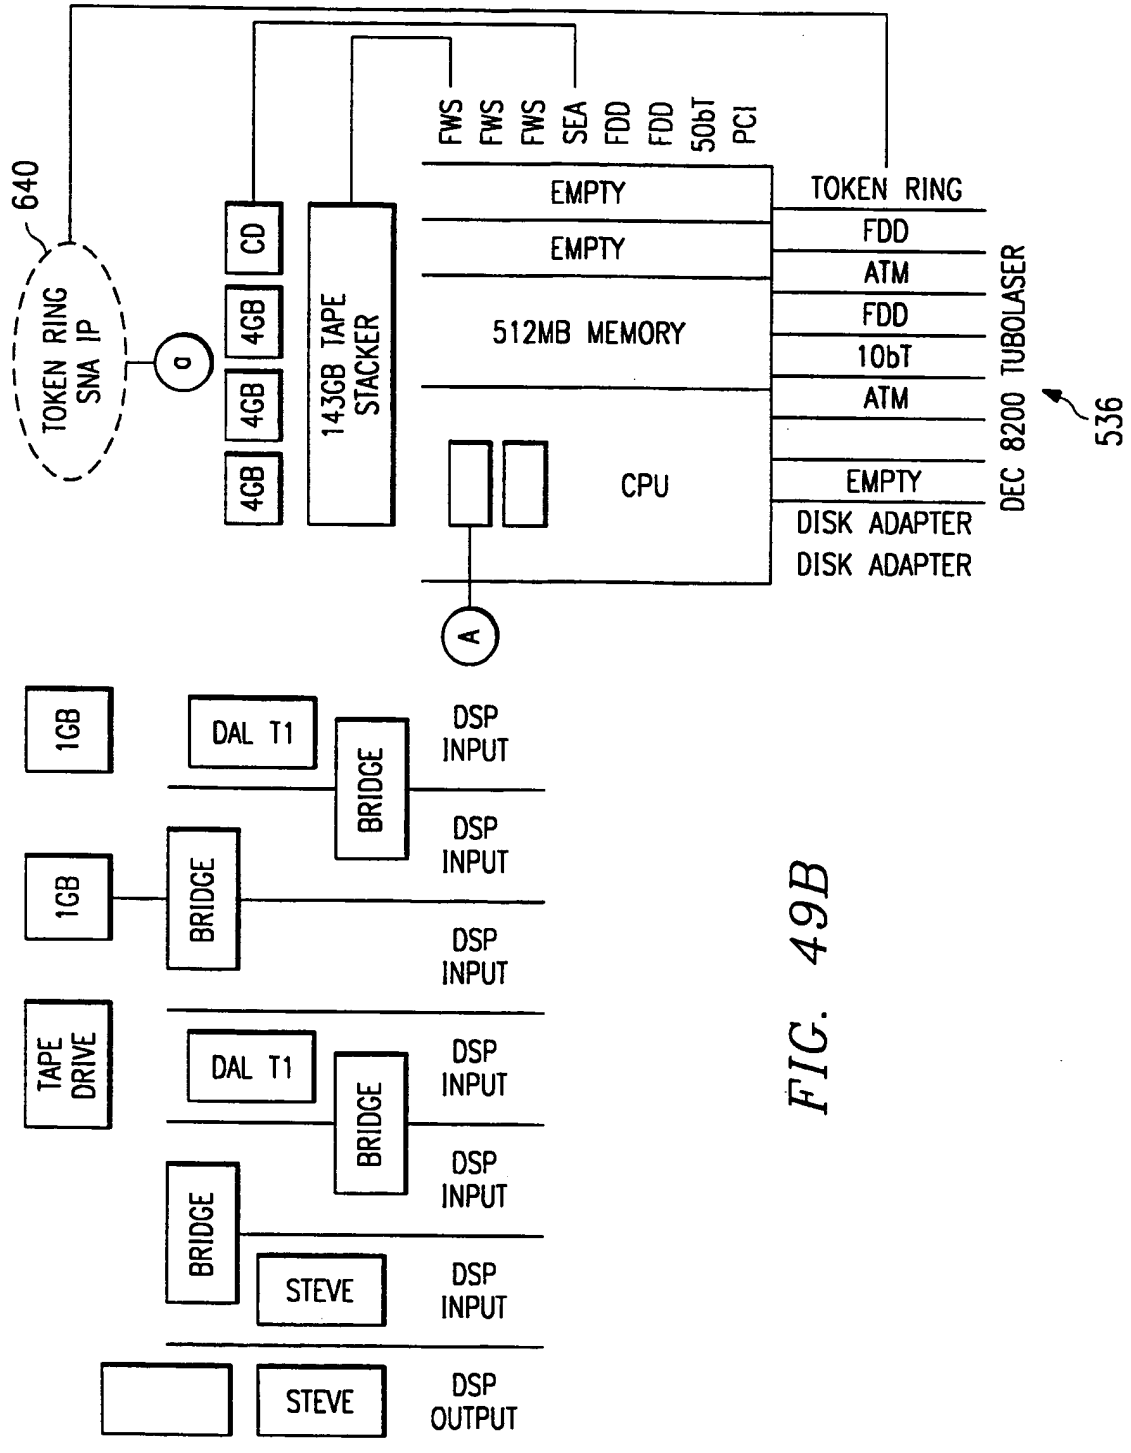 TAPE
DRIVE
1GB
1GB
TOKEN RING
SNA IP
640
a
BRIDGE
BRIDGE
DAL T1
DAL T1
4GB
4GB
4GB
CD
STEVE
STEVE
BRIDGE
BRIDGE
143GB TAPE
STACKER
DSP
OUTPUT
DSP
INPUT
DSP
INPUT
DSP
INPUT
DSP
INPUT
DSP
INPUT
DSP
INPUT
A
CPU
512MB MEMORY
EMPTY
EMPTY
FWS
FWS
FWS
SEA
FDD
FDD
50bT
PCI
DISK ADAPTER
DISK ADAPTER
EMPTY
ATM
10bT
FDD
ATM
FDD
TOKEN RING
DEC 8200 TUBOLASER
536
FIG. 49B